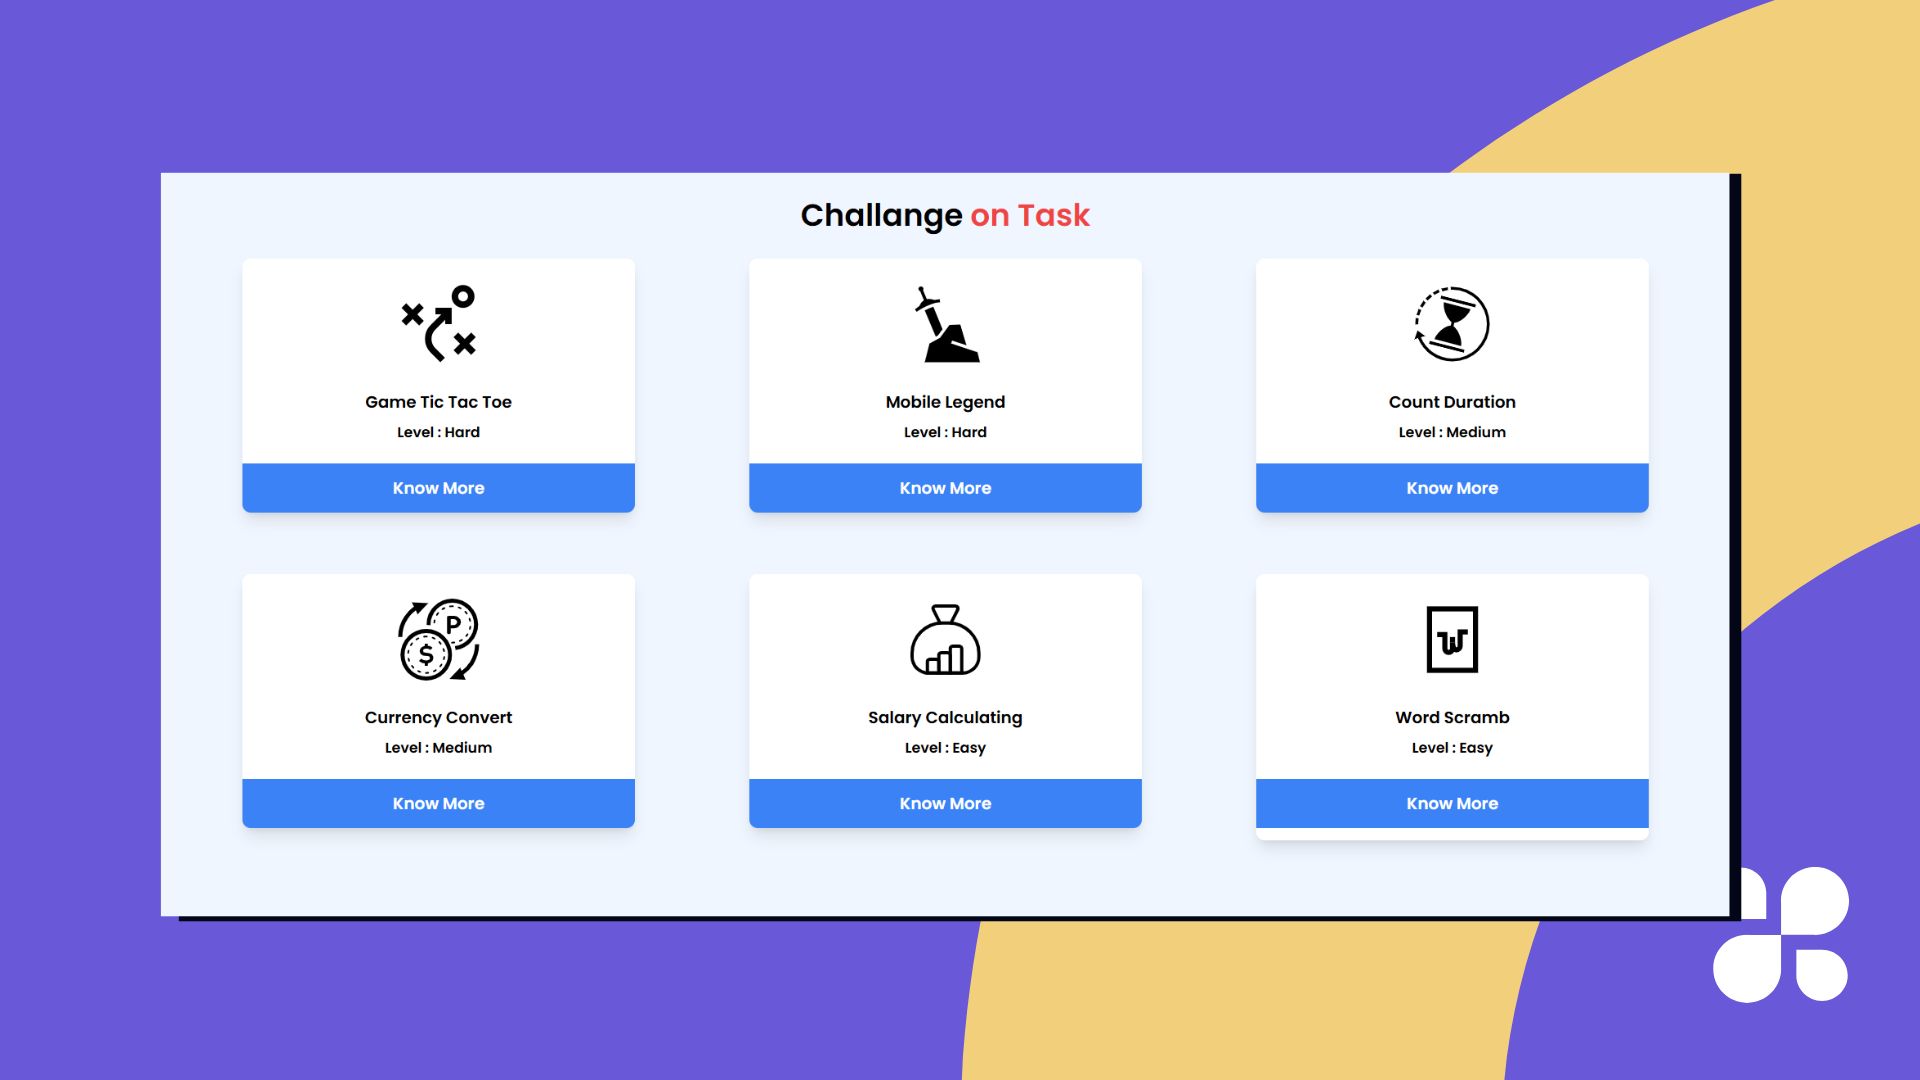 Challange on Task
Game Tic Tac Toe
Level : Hard
Know More
Mobile Legend
Level : Hard
Know More
Count Duration
Level : Medium
Know More
P
$
Currency Convert
Level : Medium
Know More
Salary Calculating
Level : Easy
Know More
W
Word Scramb
Level : Easy
Know More